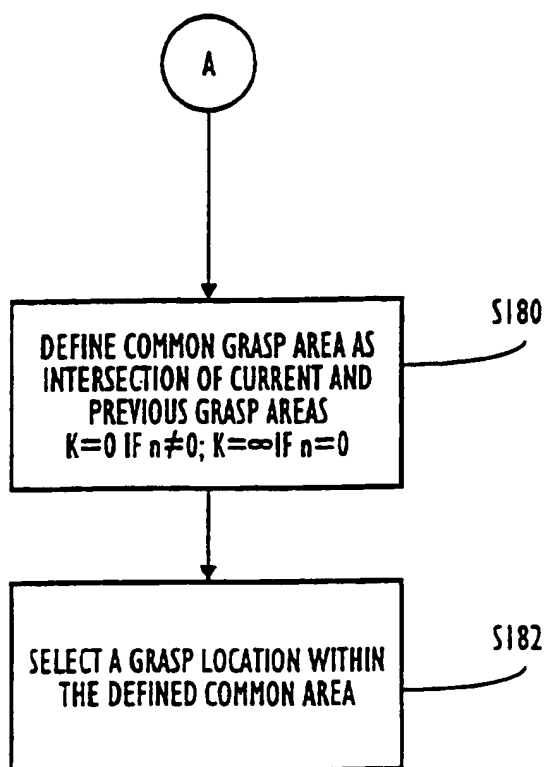 A
S180
DEFINE COMMON GRASP AREA AS
INTERSECTION OF CURRENT AND
PREVIOUS GRASP AREAS
K=0 IF n≠0; K=∞ IF n=0
S182
SELECT A GRASP LOCATION WITHIN
THE DEFINED COMMON AREA